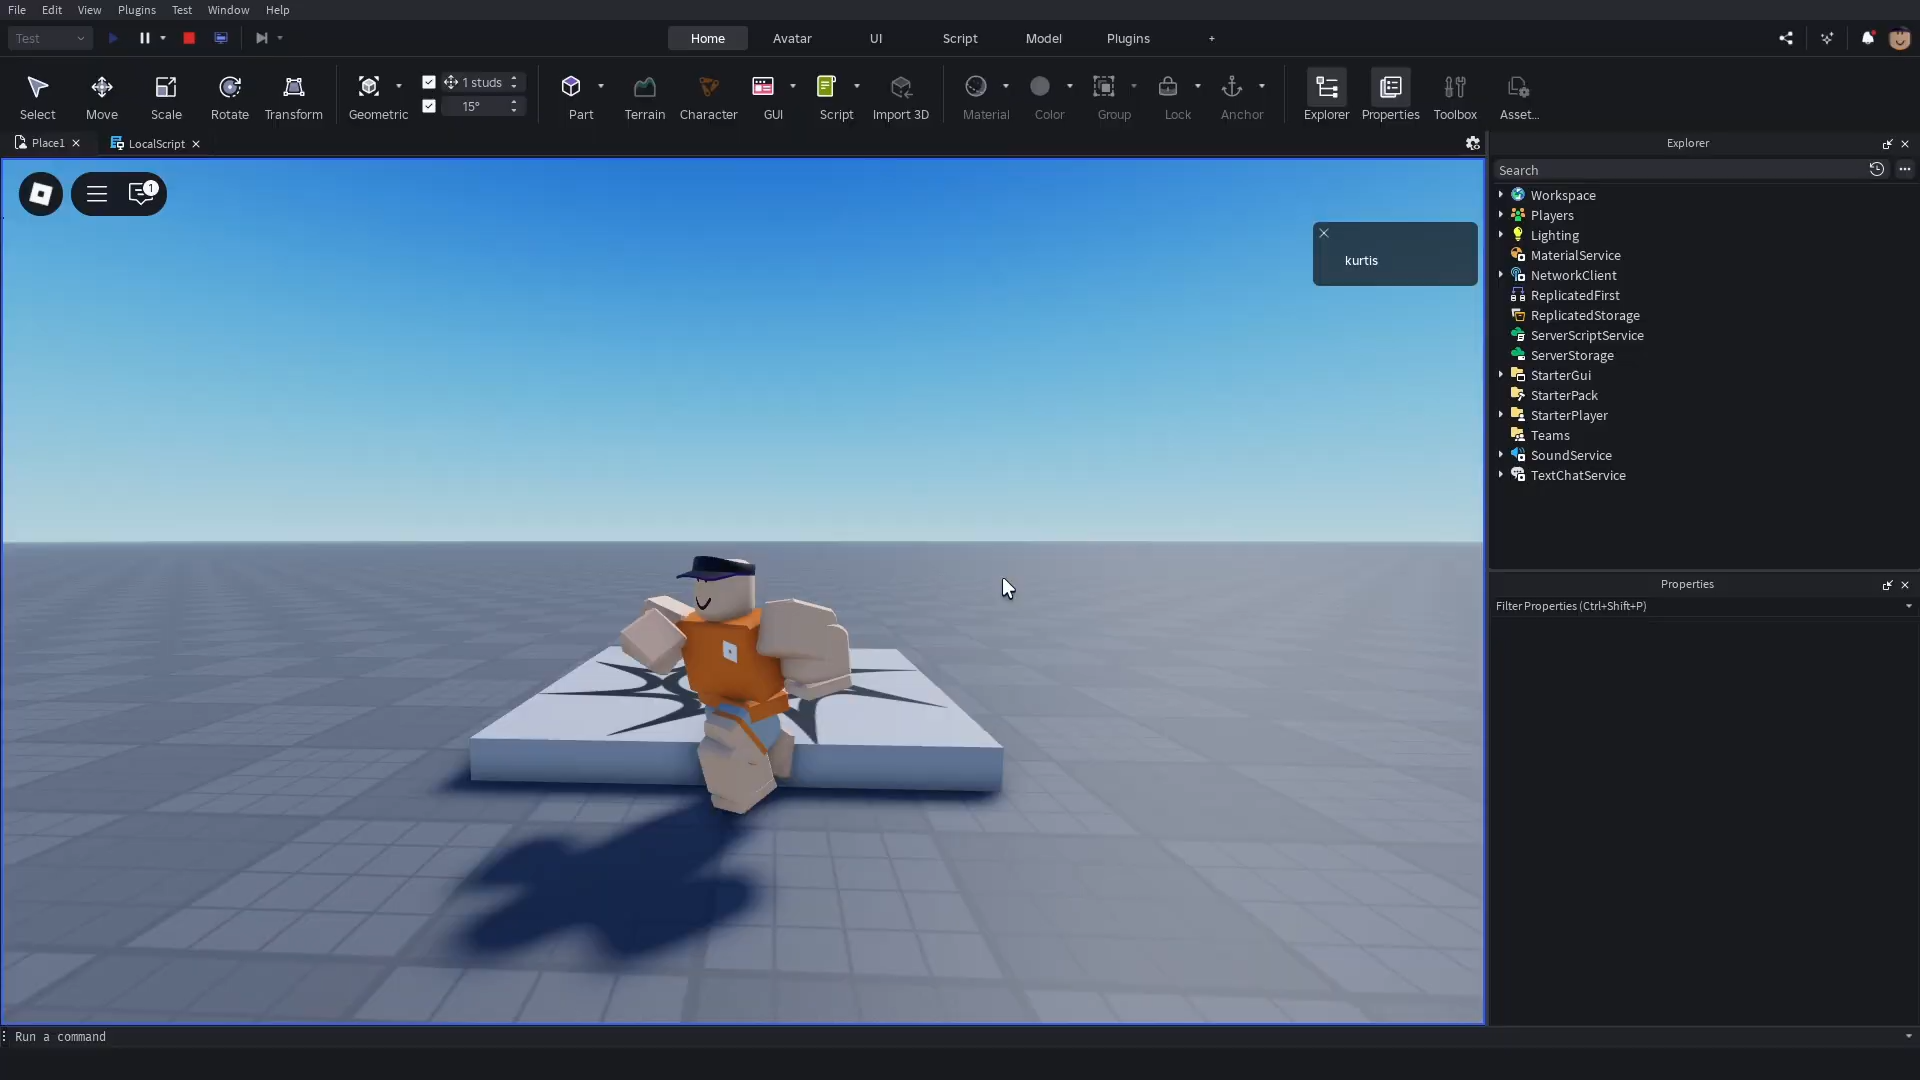 File Edit View Plugins Test Window Help
Test
Home Avatar UI Script Model Plugins +
1 studs
15°
Select Move Scale Rotate Transform Geometric Part Terrain Character GUI Script Import 3D Material Color Group Lock Anchor Explorer Properties Toolbox Asset...
Place1 LocalScript
1
kurtis
Explorer
Search
Workspace
Players
Lighting
MaterialService
NetworkClient
ReplicatedFirst
ReplicatedStorage
ServerScriptService
ServerStorage
StarterGui
StarterPack
StarterPlayer
Teams
SoundService
TextChatService
Properties
Filter Properties (Ctrl+Shift+P)
Run a command